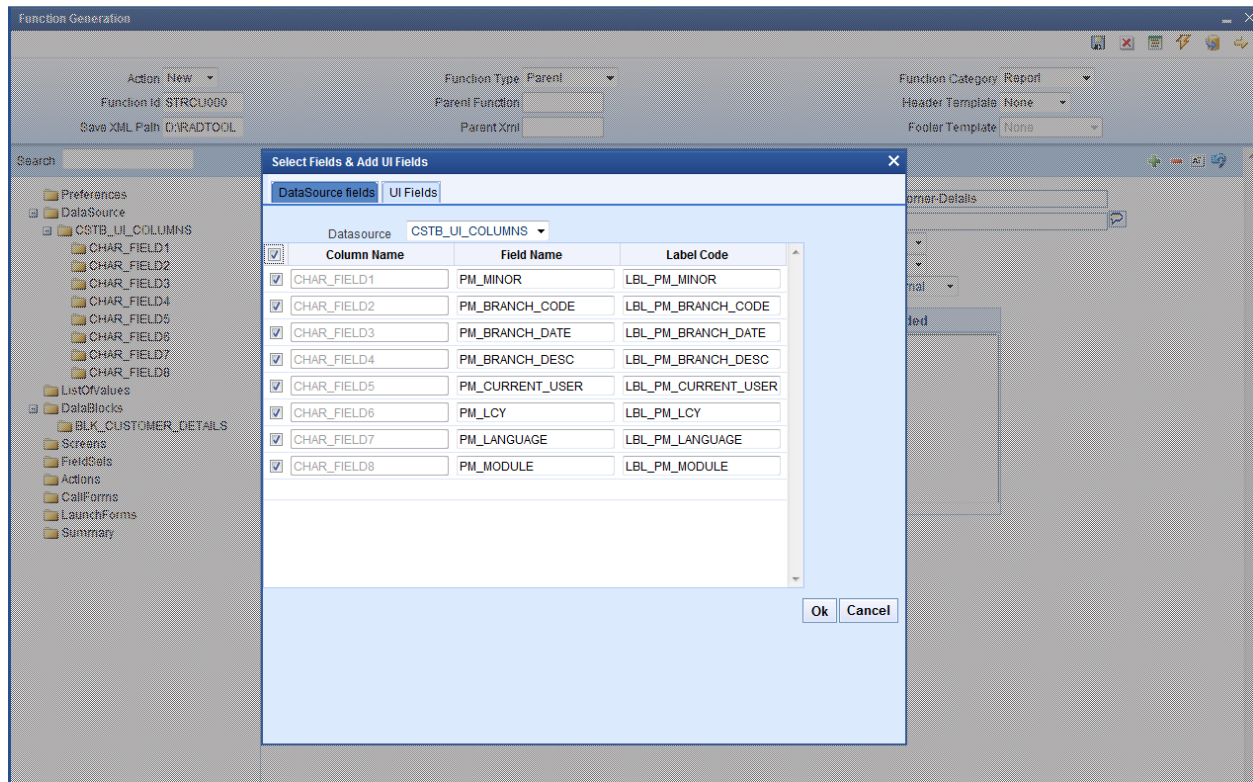 Function Generation
Action New
Function Type Parent
Function Category Report
Function Id STRCU000
Parent Function
Header Template None
Save XML Path D:\RADTOOL
Parent Xml
Footer Template None
Search
Preferences
DataSource
CSTB_UI_COLUMNS
CHAR_FIELD1
CHAR_FIELD2
CHAR_FIELD3
CHAR_FIELD4
CHAR_FIELD5
CHAR_FIELD6
CHAR_FIELD7
CHAR_FIELD8
ListOfValues
DataBlocks
BLK_CUSTOMER_DETAILS
Screens
FieldSets
Actions
CallForms
LaunchForms
Summary
Select Fields & Add UI Fields
DataSource fields UI Fields
Datasource CSTB_UI_COLUMNS
Column Name Field Name Label Code
CHAR_FIELD1 PM_MINOR LBL_PM_MINOR
CHAR_FIELD2 PM_BRANCH_CODE LBL_PM_BRANCH_CODE
CHAR_FIELD3 PM_BRANCH_DATE LBL_PM_BRANCH_DATE
CHAR_FIELD4 PM_BRANCH_DESC LBL_PM_BRANCH_DESC
CHAR_FIELD5 PM_CURRENT_USER LBL_PM_CURRENT_USER
CHAR_FIELD6 PM_LCY LBL_PM_LCY
CHAR_FIELD7 PM_LANGUAGE LBL_PM_LANGUAGE
CHAR_FIELD8 PM_MODULE LBL_PM_MODULE
Ok Cancel
omer-Details
mal
ded